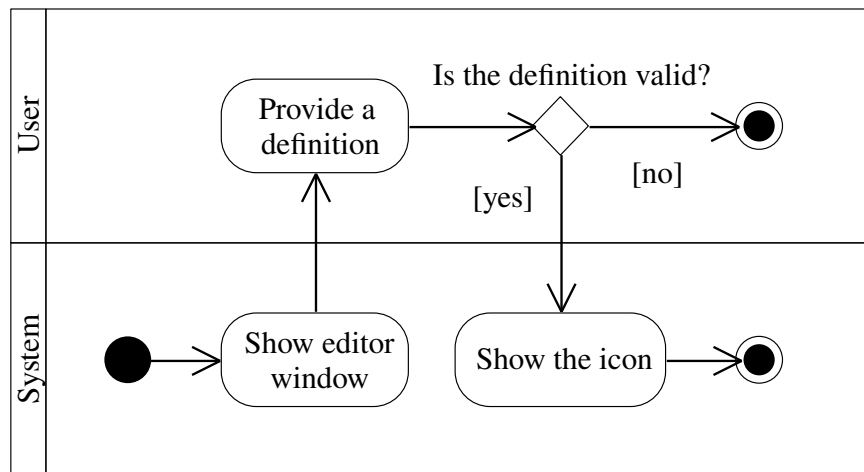 User
Is the definition valid?
Provide a
definition
[yes]
[no]
System
Show editor
window
Show the icon